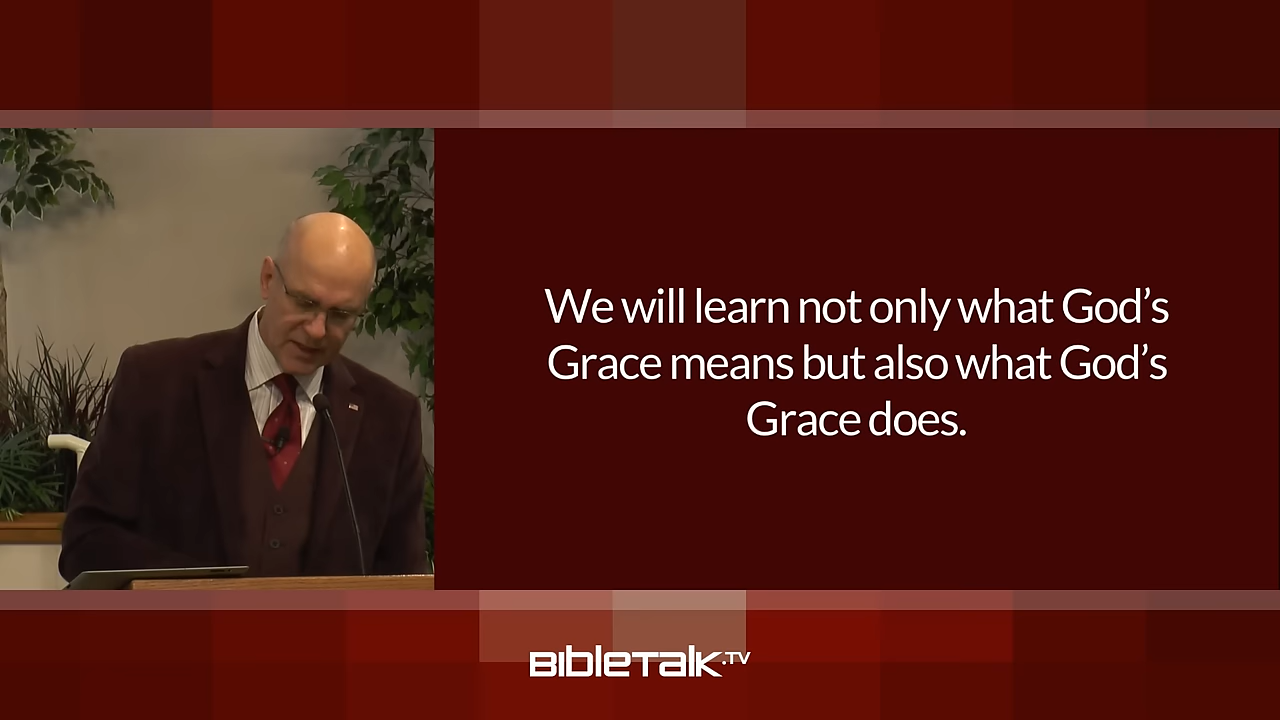 We will learn not only what God’s
Grace means but also what God’s
Grace does.
BIBLETALK.TV